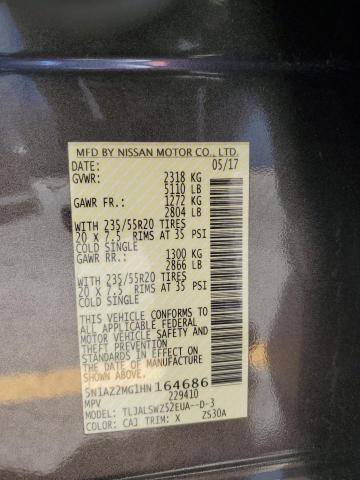 MFD BY NISSAN MOTOR CO., LTD.
DATE: 05/17
GVWR: 2318 KG
5110 LB
GAWR FR.: 1272 KG
2804 LB
WITH 235/55R20 TIRES
20 X 7.5 RIMS AT 35 PSI
COLD SINGLE
GAWR RR.: 1300 KG
2866 LB
WITH 235/55R20 TIRES
20 X 7.5 RIMS AT 35 PSI
COLD SINGLE
THIS VEHICLE CONFORMS TO
ALL APPLICABLE FEDERAL
MOTOR VEHICLE SAFETY AND
THEFT PREVENTION
STANDARDS IN EFFECT ON
THE DATE OF MANUFACTURE
SHOWN ABOVE.
5N1AZ2MG1HN164686
MPV 229410
MODEL: TLJALSWZ52EUA--D-3
COLOR: CAJ TRIM: X Z530A